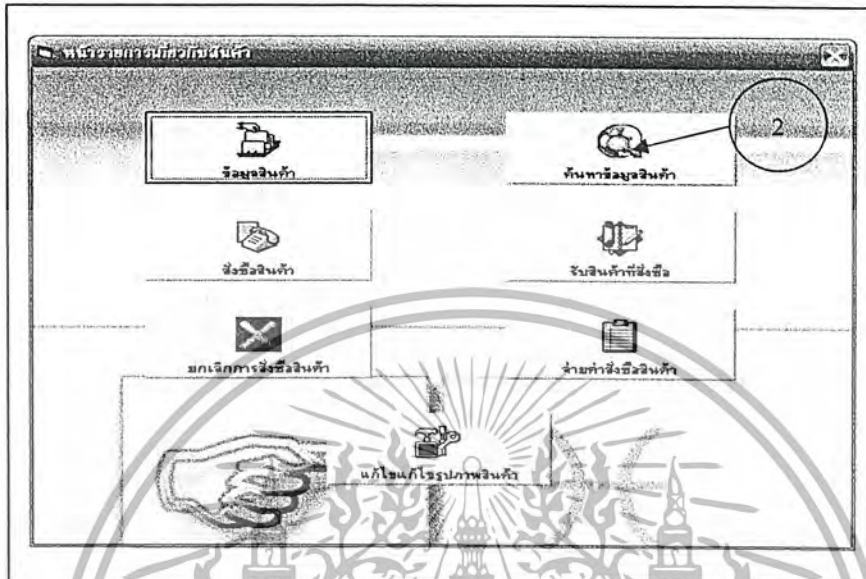 หน้ารายการเกี่ยวกับสินค้า
2
ข้อมูลสินค้า
ค้นหาข้อมูลสินค้า
สั่งซื้อสินค้า
รับสินค้าที่สั่งซื้อ
ยกเลิกการสั่งซื้อสินค้า
จ่ายค่าสั่งซื้อสินค้า
แก้ไขแก้ไขรูปภาพสินค้า